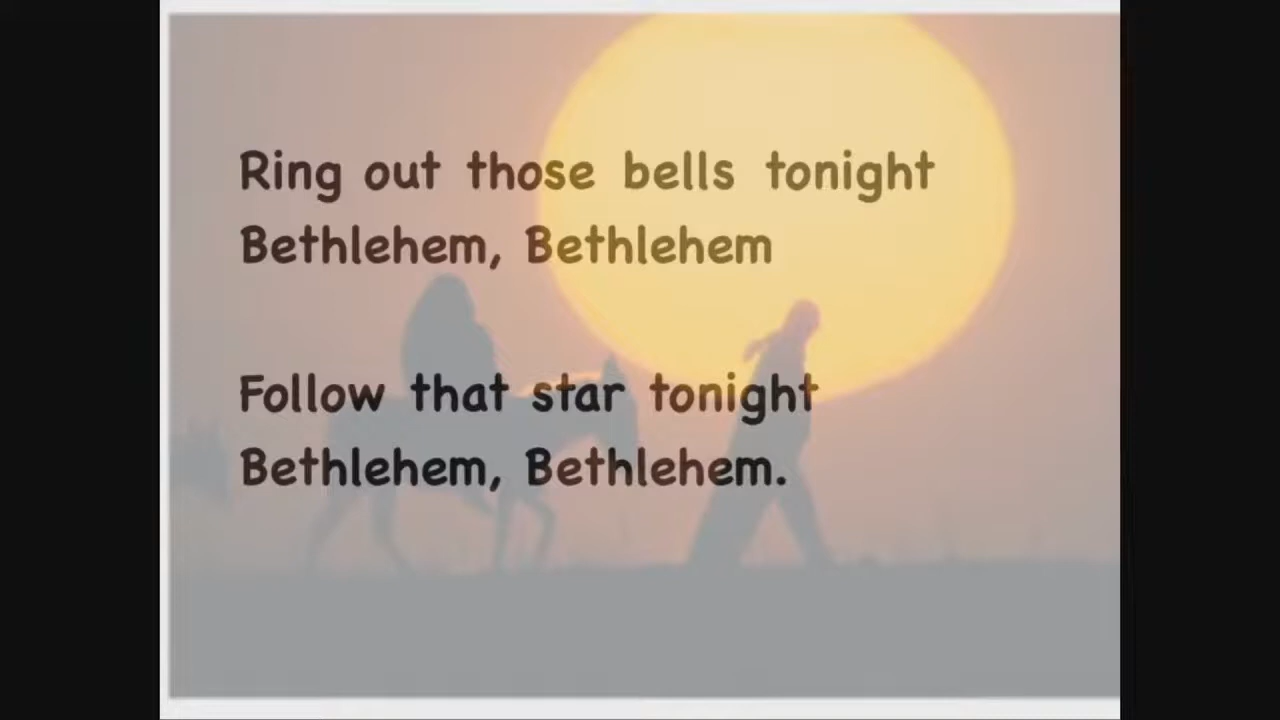 Ring out those bells tonight
Bethlehem, Bethlehem
Follow that star tonight
Bethlehem, Bethlehem.